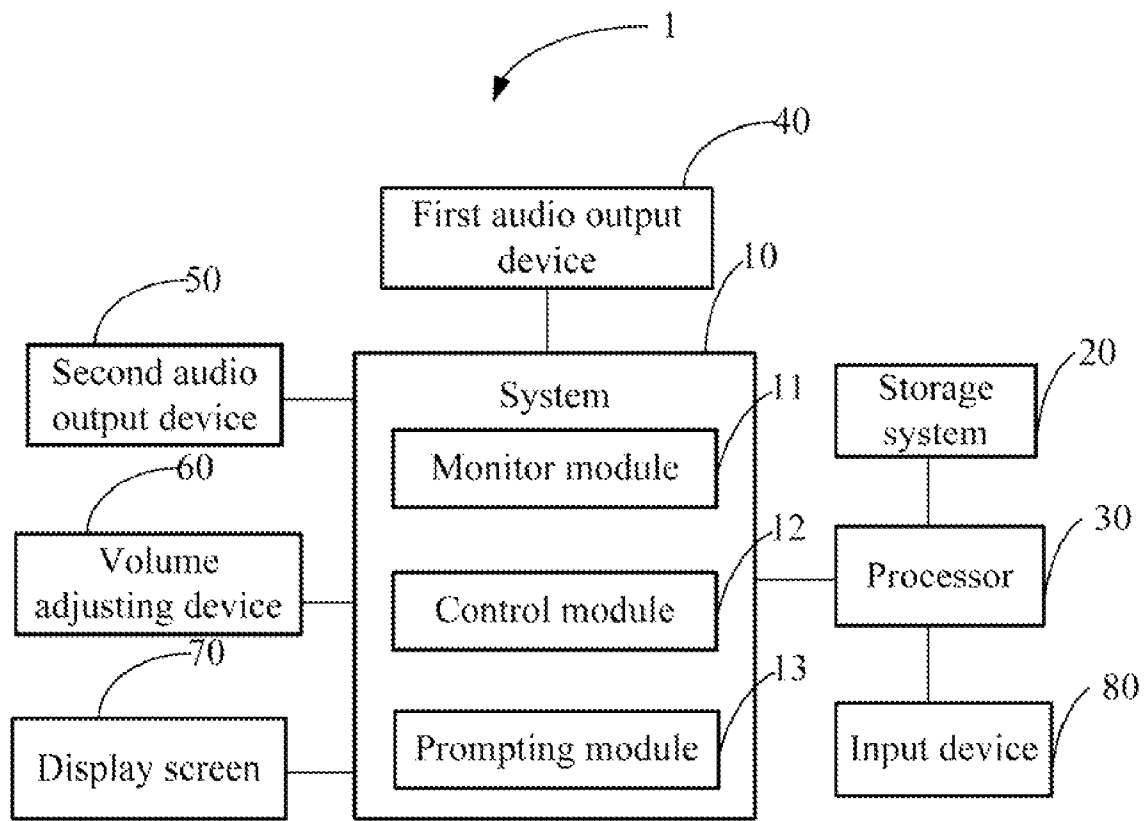 1
40
First audio output
device
10
50
Second audio
output device
System
11
20
Storage
system
Monitor module
60
Volume
adjusting device
12
Control module
30
Processor
70
Display screen
13
Prompting module
80
Input device